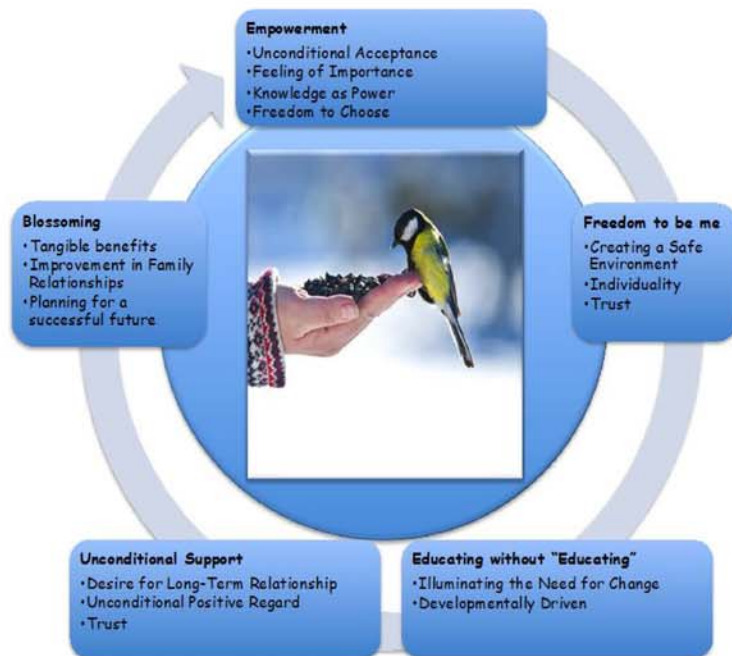 Empowerment
•Unconditional Acceptance
•Feeling of Importance
•Knowledge as Power
•Freedom to Choose
Freedom to be me
•Creating a Safe
Environment
•Individuality
•Trust
Educating without “Educating”
•Illuminating the Need for Change
•Developmentally Driven
Unconditional Support
•Desire for Long-Term Relationship
•Unconditional Positive Regard
•Trust
Blossoming
•Tangible benefits
•Improvement in Family
Relationships
•Planning for a
successful future